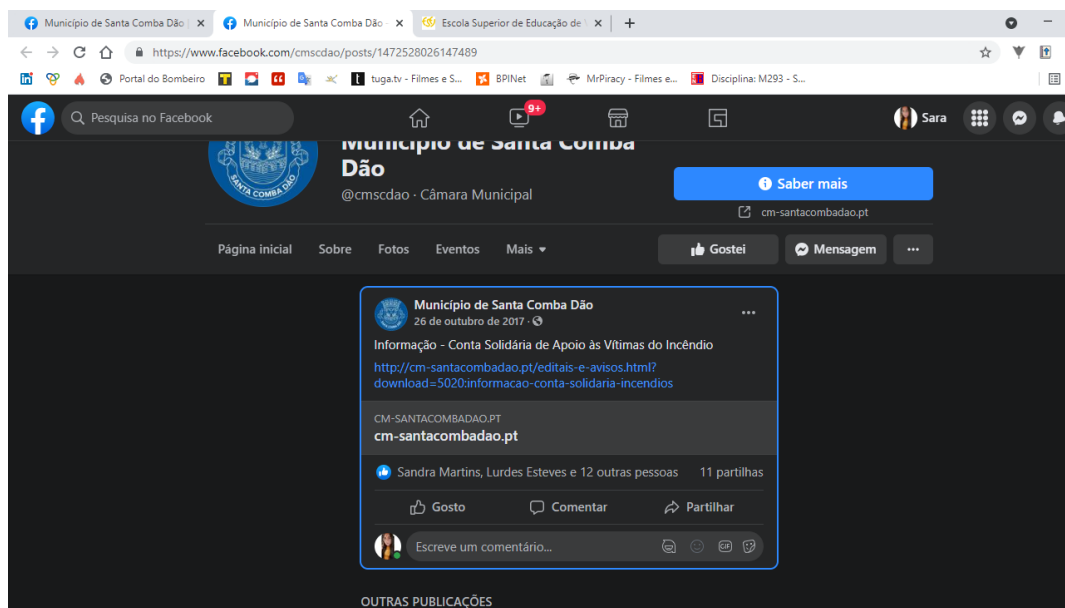 Município de Santa Comba Dão |
Município de Santa Comba Dão -
Escola Superior de Educação de
https://www.facebook.com/cmscdao/posts/1472528026147489
Portal do Bombeiro
tuga.tv - Filmes e S...
BPINet
MrPiracy - Filmes e...
Disciplina: M293 - S...
Pesquisa no Facebook
9+
Sara
SANTA COMBA DÃO
Município de Santa Comba
Dão
@cmscdao · Câmara Municipal
Saber mais
cm-santacombadao.pt
Página inicial
Sobre
Fotos
Eventos
Mais
Gostei
Mensagem
Município de Santa Comba Dão
26 de outubro de 2017 ·
Informação - Conta Solidária de Apoio às Vítimas do Incêndio
http://cm-santacombadao.pt/editais-e-avisos.html?
download=5020:informacao-conta-solidaria-incendios
CM-SANTACOMBADAO.PT
cm-santacombadao.pt
Sandra Martins, Lurdes Esteves e 12 outras pessoas
11 partilhas
Gosto
Comentar
Partilhar
Escreve um comentário...
GIF
OUTRAS PUBLICAÇÕES